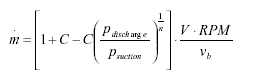 ṁ = [1 + C − C(p_discharge / p_suction)^(1/n)] · V · RPM / v_b